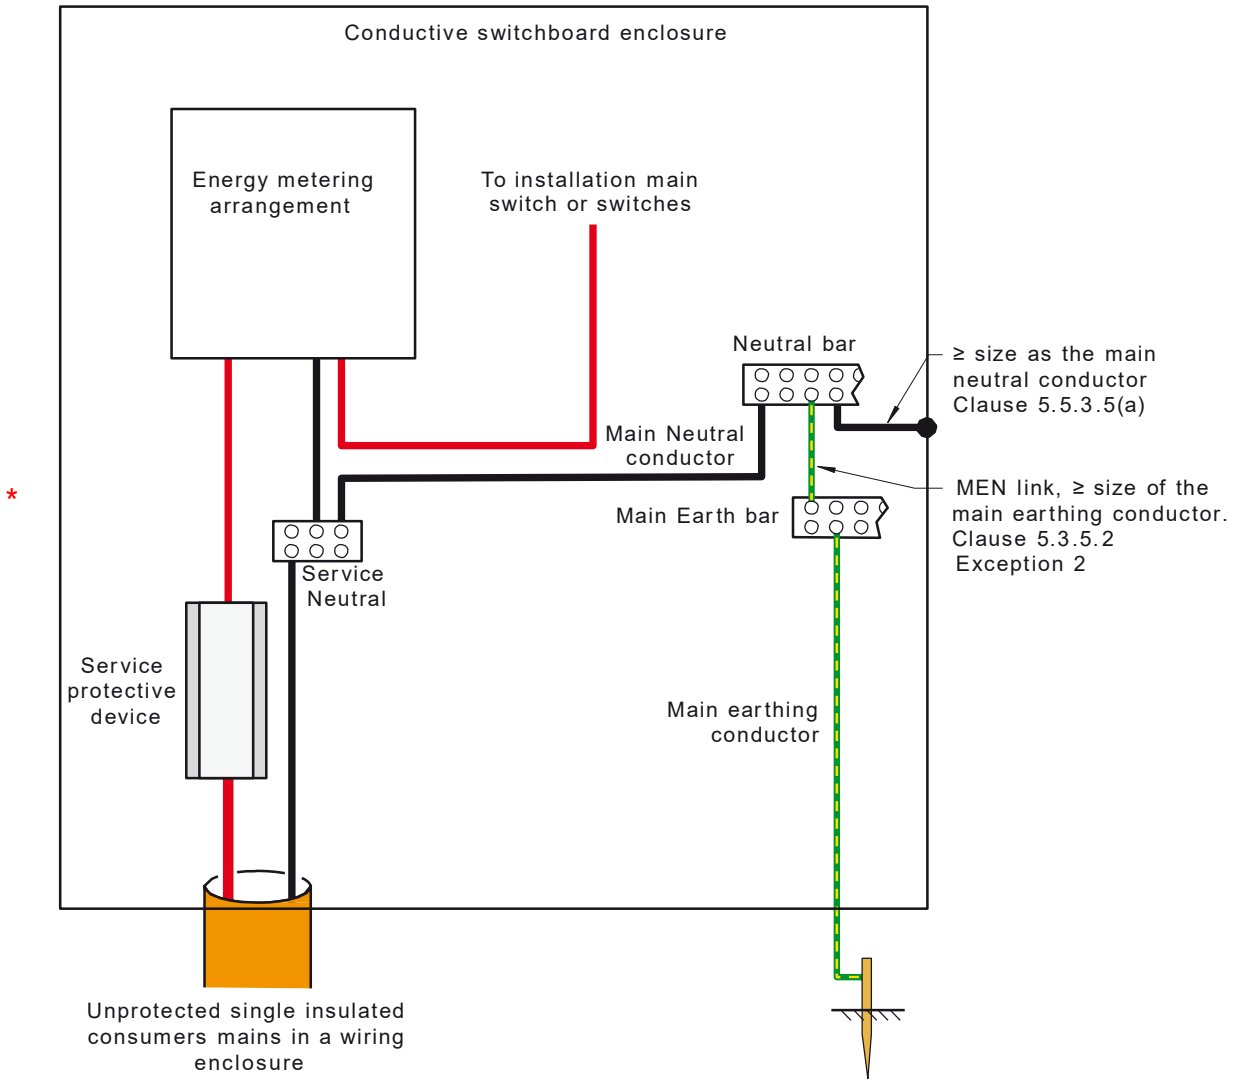 Conductive switchboard enclosure
Energy metering
arrangement
To installation main
switch or switches
Neutral bar
≥ size as the main
neutral conductor
Clause 5.5.3.5(a)
Main Neutral
conductor
*
MEN link, ≥ size of the
main earthing conductor.
Clause 5.3.5.2
Exception 2
Main Earth bar
Service
Neutral
Service
protective
device
Main earthing
conductor
Unprotected single insulated
consumers mains in a wiring
enclosure